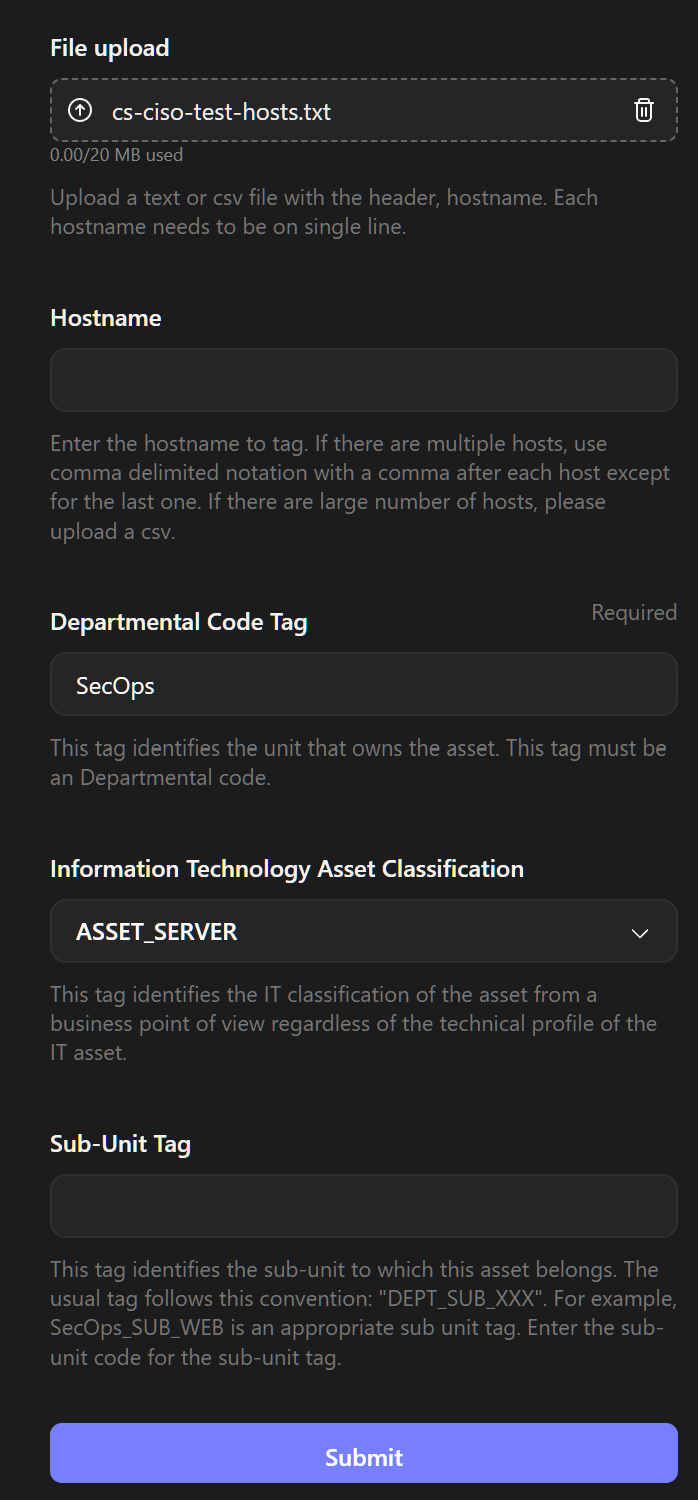 File upload
cs-ciso-test-hosts.txt
0.00/20 MB used
Upload a text or csv file with the header, hostname. Each
hostname needs to be on single line.
Hostname
Enter the hostname to tag. If there are multiple hosts, use
comma delimited notation with a comma after each host except
for the last one. If there are large number of hosts, please
upload a csv.
Departmental Code Tag
Required
SecOps
This tag identifies the unit that owns the asset. This tag must be
an Departmental code.
Information Technology Asset Classification
ASSET_SERVER
This tag identifies the IT classification of the asset from a
business point of view regardless of the technical profile of the
IT asset.
Sub-Unit Tag
This tag identifies the sub-unit to which this asset belongs. The
usual tag follows this convention: "DEPT_SUB_XXX". For example,
SecOps_SUB_WEB is an appropriate sub unit tag. Enter the sub-
unit code for the sub-unit tag.
Submit